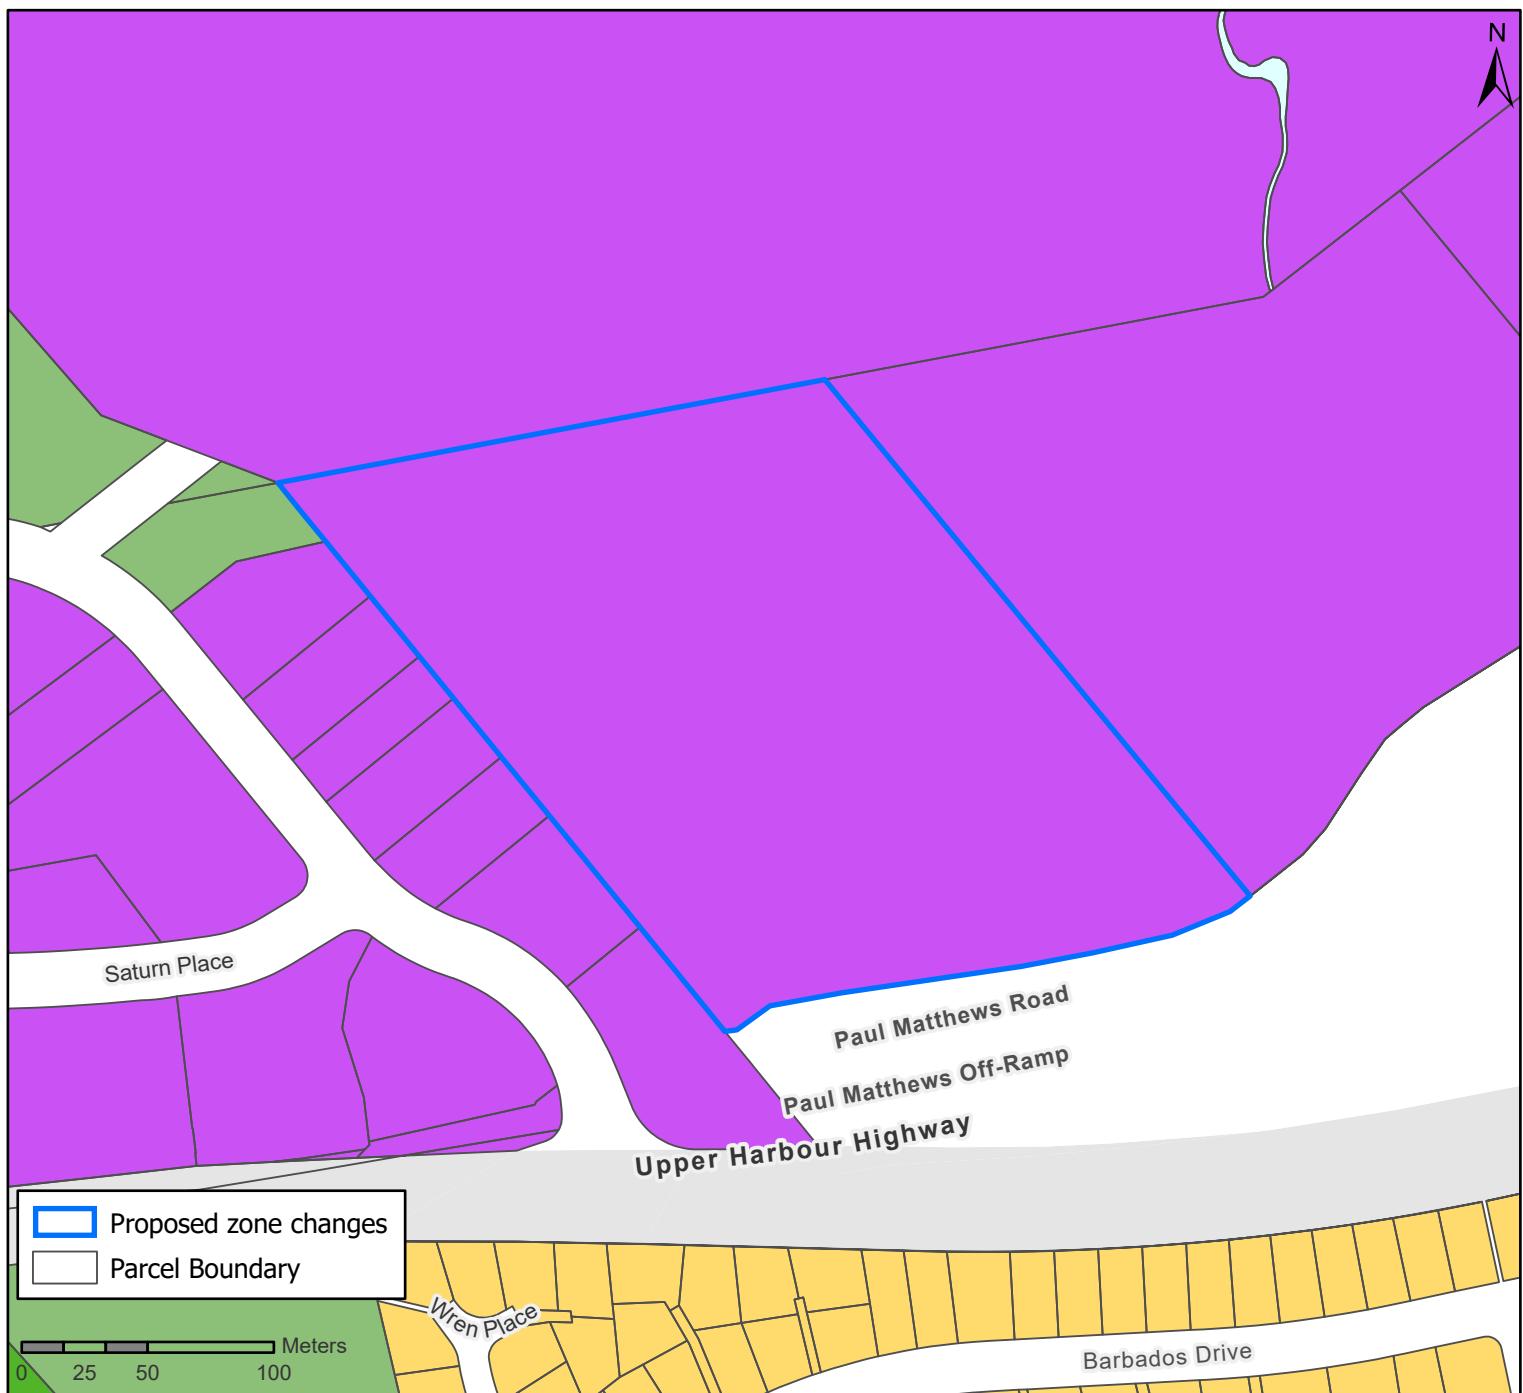 N
Saturn Place
Paul Matthews Road
Paul Matthews Off-Ramp
Upper Harbour Highway
Proposed zone changes
Parcel Boundary
Wren Place
Barbados Drive
Meters
0 25 50 100